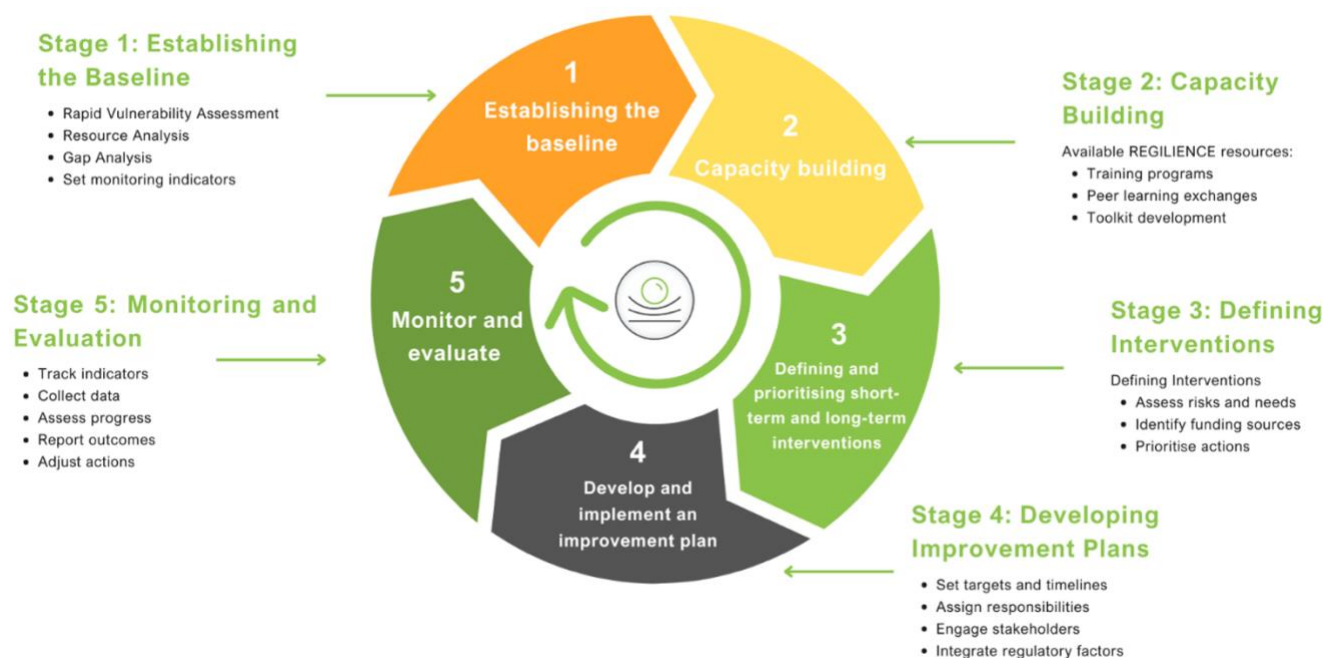 Stage 1: Establishing
the Baseline
• Rapid Vulnerability Assessment
• Resource Analysis
• Gap Analysis
• Set monitoring indicators
1
Establishing the
baseline
2
Capacity building
Stage 2: Capacity
Building
Available REGILIENCE resources:
• Training programs
• Peer learning exchanges
• Toolkit development
5
Monitor and
evaluate
Stage 5: Monitoring and
Evaluation
• Track indicators
• Collect data
• Assess progress
• Report outcomes
• Adjust actions
3
Defining and
prioritising short-
term and long-term
interventions
Stage 3: Defining
Interventions
Defining Interventions
• Assess risks and needs
• Identify funding sources
• Prioritise actions
4
Develop and
implement an
improvement plan
Stage 4: Developing
Improvement Plans
• Set targets and timelines
• Assign responsibilities
• Engage stakeholders
• Integrate regulatory factors